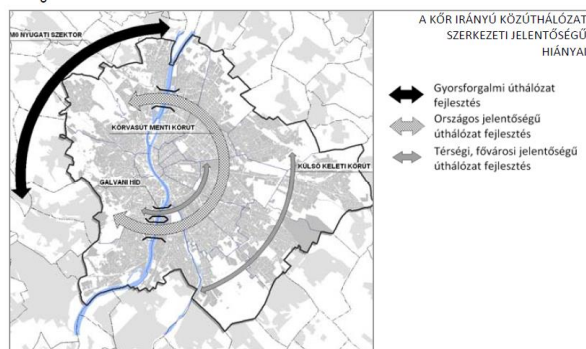 A KÖR IRÁNYÚ KÖZÚTHÁLÓZAT
SZERKEZETI JELENTŐSÉGŰ
HIÁNYAI
M0 NYUGATI SZEKTOR
KÖRVASÚT MENTI KÖRÚT
GALVANI HÍD
KÜLSŐ KELETI KÖRÚT
Gyorsforgalmi úthálózat
fejlesztés
Országos jelentőségű
úthálózat fejlesztés
Térségi, fővárosi jelentőségű
úthálózat fejlesztés